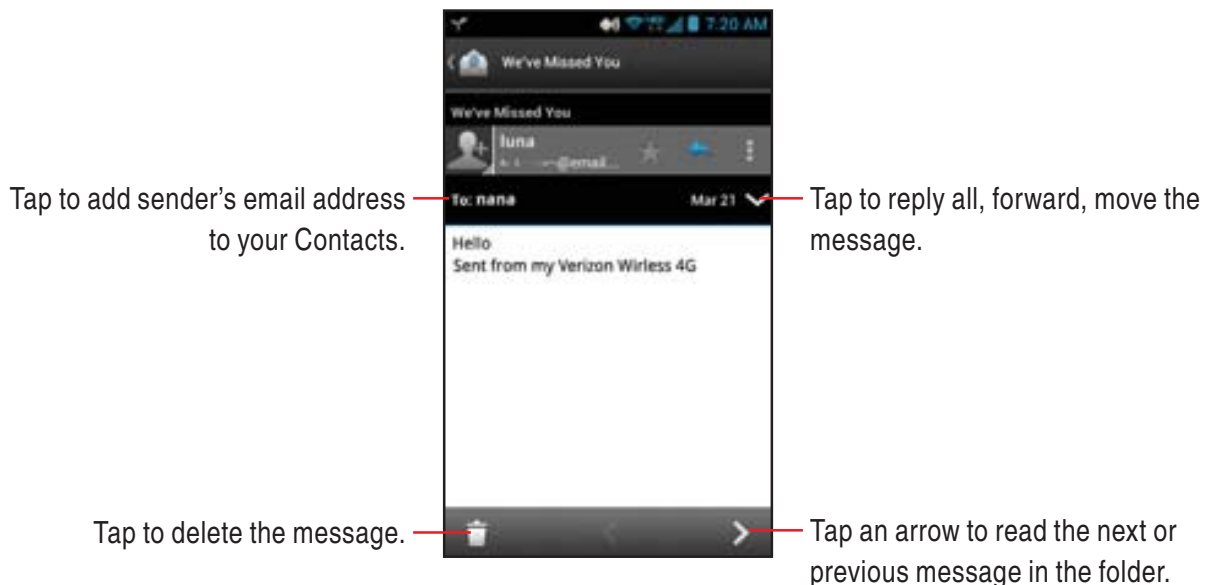 7:20 AM
We've Missed You
We've Missed You
luna
@email...
Tap to add sender's email address
to your Contacts.
To: nana
Mar 21
Tap to reply all, forward, move the
message.
Hello
Sent from my Verizon Wirless 4G
Tap to delete the message.
Tap an arrow to read the next or
previous message in the folder.